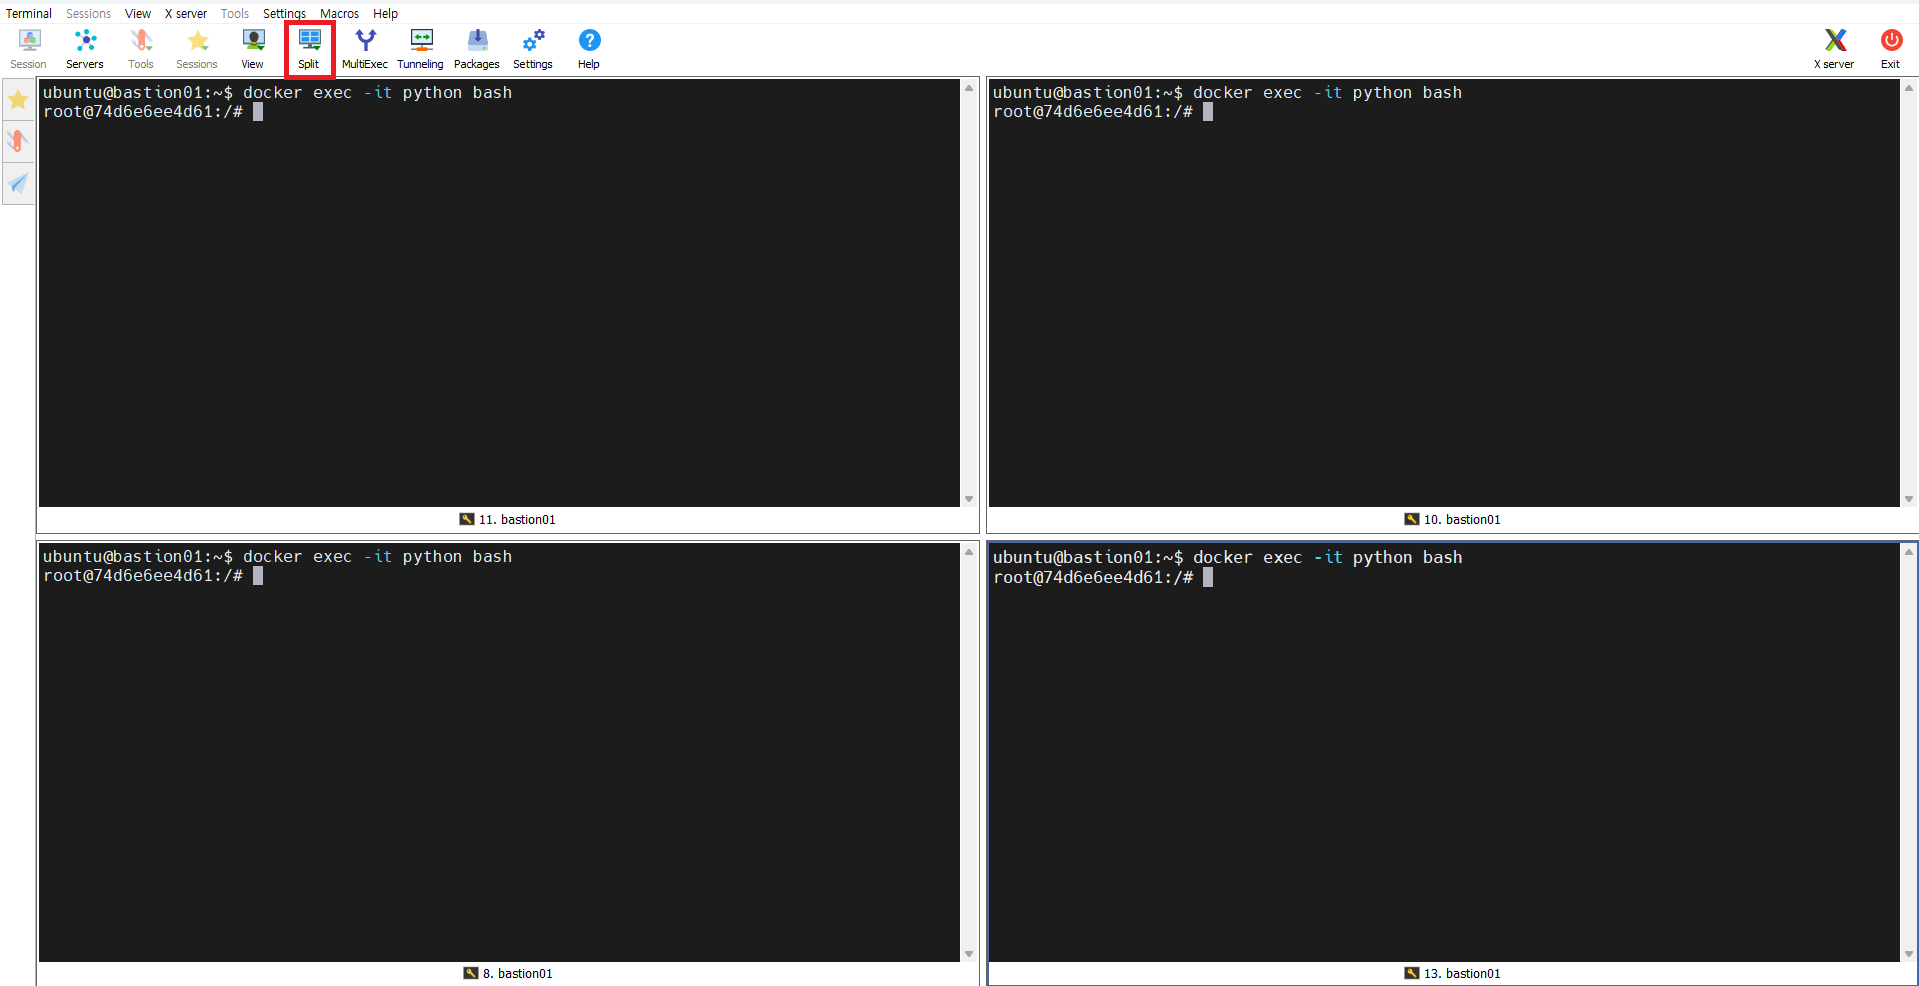 Terminal Sessions View X server Tools Settings Macros Help
Session Servers Tools Sessions View Split MultiExec Tunneling Packages Settings Help X server Exit
ubuntu@bastion01:~$ docker exec -it python bash
root@74d6e6ee4d61:/#
11. bastion01
ubuntu@bastion01:~$ docker exec -it python bash
root@74d6e6ee4d61:/#
10. bastion01
ubuntu@bastion01:~$ docker exec -it python bash
root@74d6e6ee4d61:/#
8. bastion01
ubuntu@bastion01:~$ docker exec -it python bash
root@74d6e6ee4d61:/#
13. bastion01